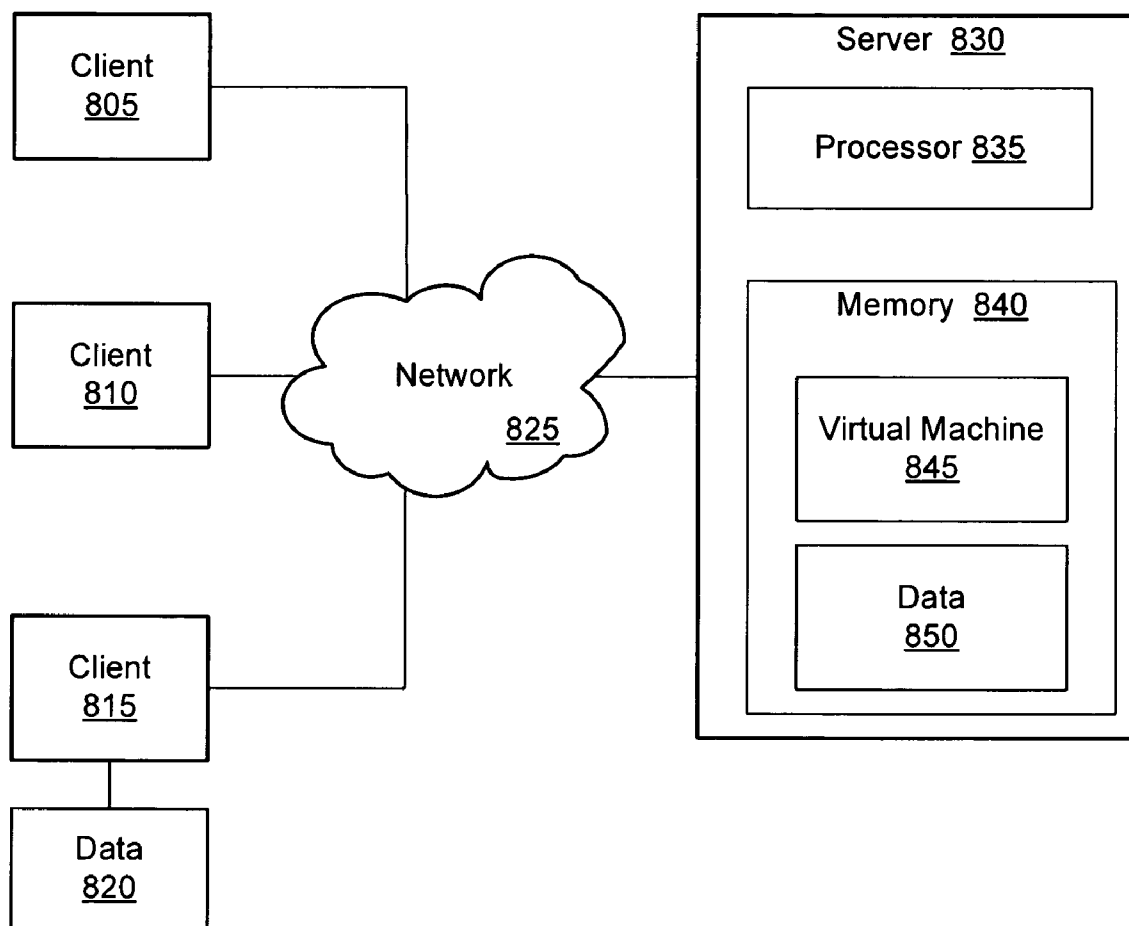 Client
805
Client
810
Client
815
Data
820
Network
825
Server 830
Processor 835
Memory 840
Virtual Machine
845
Data
850